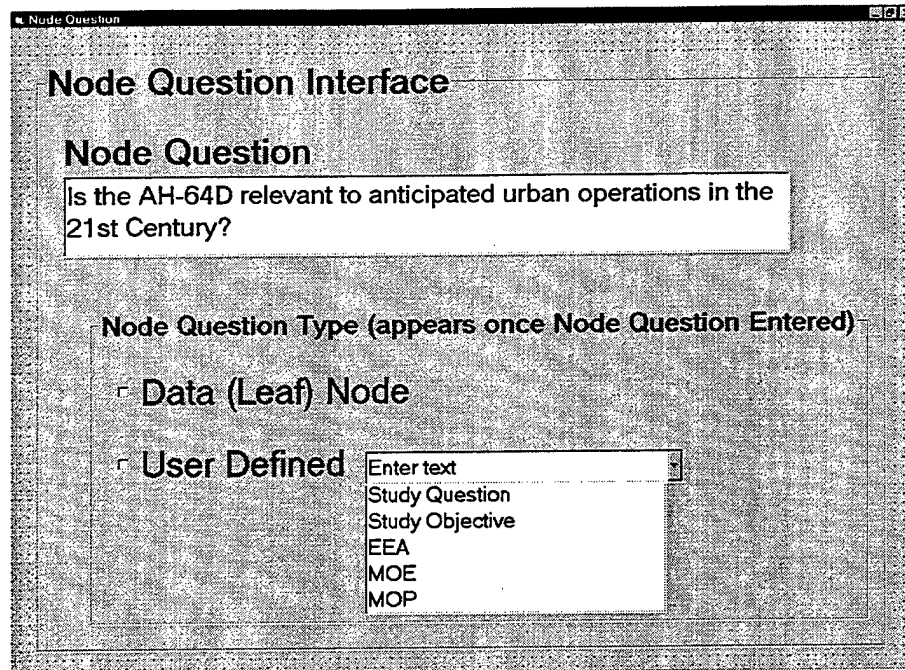 Node Question
Node Question Interface
Node Question
Is the AH-64D relevant to anticipated urban operations in the
21st Century?
Node Question Type (appears once Node Question Entered)
Data (Leaf) Node
User Defined
Enter text
Study Question
Study Objective
EEA
MOE
MOP